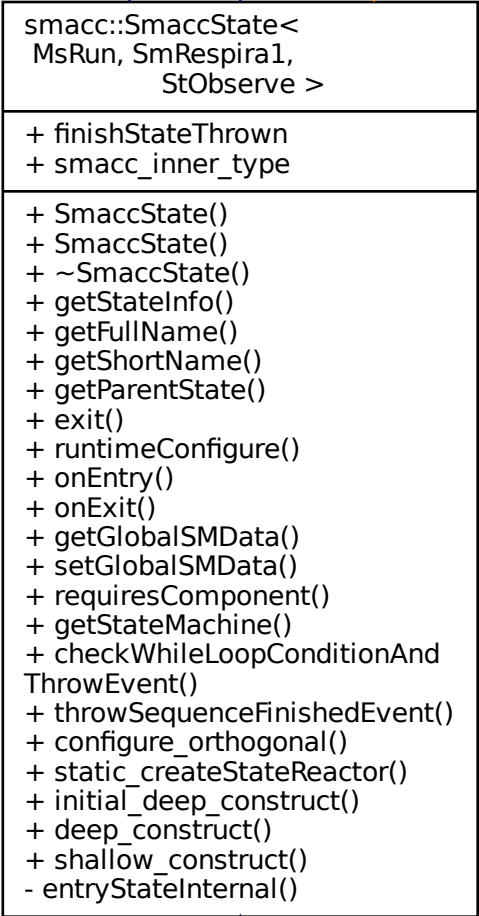 smacc::SmaccState<
MsRun, SmRespira1,
StObserve >
+ finishStateThrown
+ smacc_inner_type
+ SmaccState()
+ SmaccState()
+ ~SmaccState()
+ getStateInfo()
+ getFullName()
+ getShortName()
+ getParentState()
+ exit()
+ runtimeConfigure()
+ onEntry()
+ onExit()
+ getGlobalSMData()
+ setGlobalSMData()
+ requiresComponent()
+ getStateMachine()
+ checkWhileLoopConditionAnd
ThrowEvent()
+ throwSequenceFinishedEvent()
+ configure_orthogonal()
+ static_createStateReactor()
+ initial_deep_construct()
+ deep_construct()
+ shallow_construct()
- entryStateInternal()